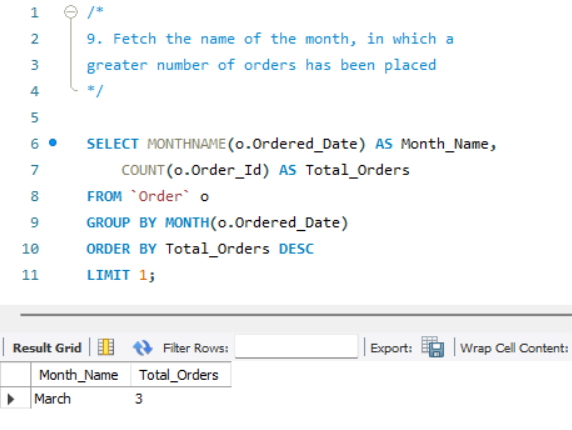 1 /*
2 9. Fetch the name of the month, in which a
3 greater number of orders has been placed
4 */
5
6 SELECT MONTHNAME(o.Ordered_Date) AS Month_Name,
7 COUNT(o.Order_Id) AS Total_Orders
8 FROM `Order` o
9 GROUP BY MONTH(o.Ordered_Date)
10 ORDER BY Total_Orders DESC
11 LIMIT 1;
Result Grid Filter Rows: Export: Wrap Cell Content:
Month_Name Total_Orders
March 3